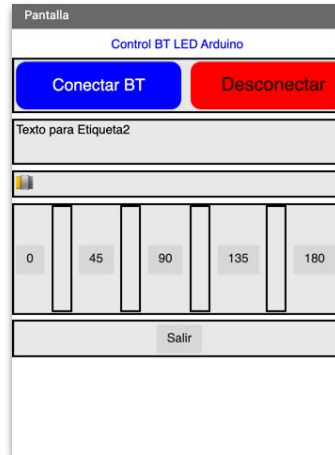 Pantalla
Control BT LED Arduino
Conectar BT Desconectar
Texto para Etiqueta2
0 45 90 135 180
Salir